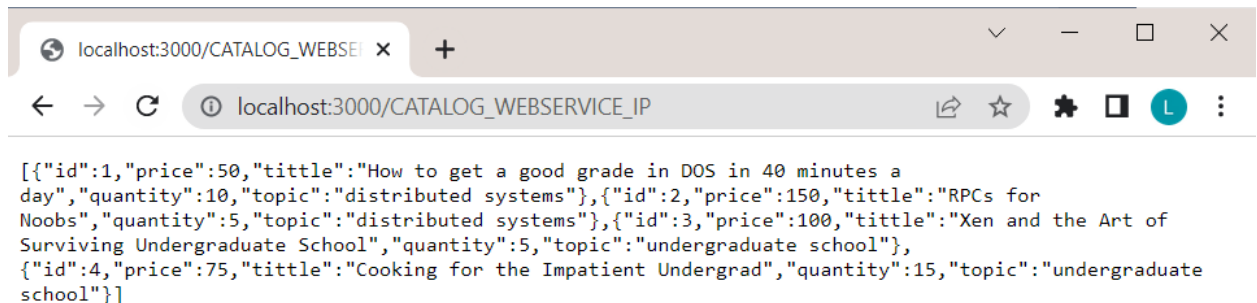 localhost:3000/CATALOG_WEBSE
localhost:3000/CATALOG_WEBSERVICE_IP
L
[{"id":1,"price":50,"tittle":"How to get a good grade in DOS in 40 minutes a
day","quantity":10,"topic":"distributed systems"},{"id":2,"price":150,"tittle":"RPCs for
Noobs","quantity":5,"topic":"distributed systems"},{"id":3,"price":100,"tittle":"Xen and the Art of
Surviving Undergraduate School","quantity":5,"topic":"undergraduate school"},
{"id":4,"price":75,"tittle":"Cooking for the Impatient Undergrad","quantity":15,"topic":"undergraduate
school"}]